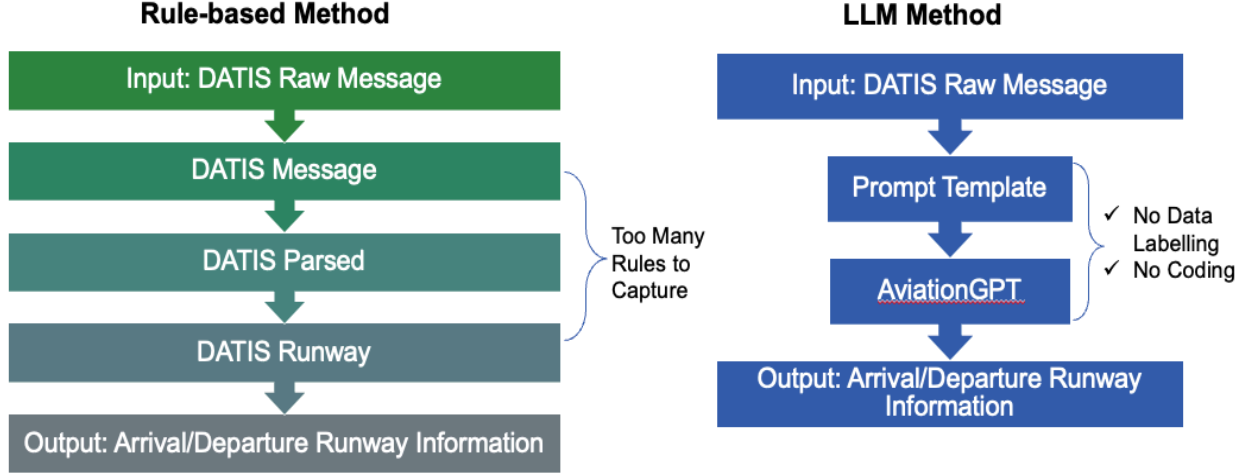 Rule-based Method
Input: DATIS Raw Message
DATIS Message
DATIS Parsed
DATIS Runway
Output: Arrival/Departure Runway Information
Too Many
Rules to
Capture
LLM Method
Input: DATIS Raw Message
Prompt Template
AviationGPT
Output: Arrival/Departure Runway
Information
✓ No Data
Labelling
✓ No Coding